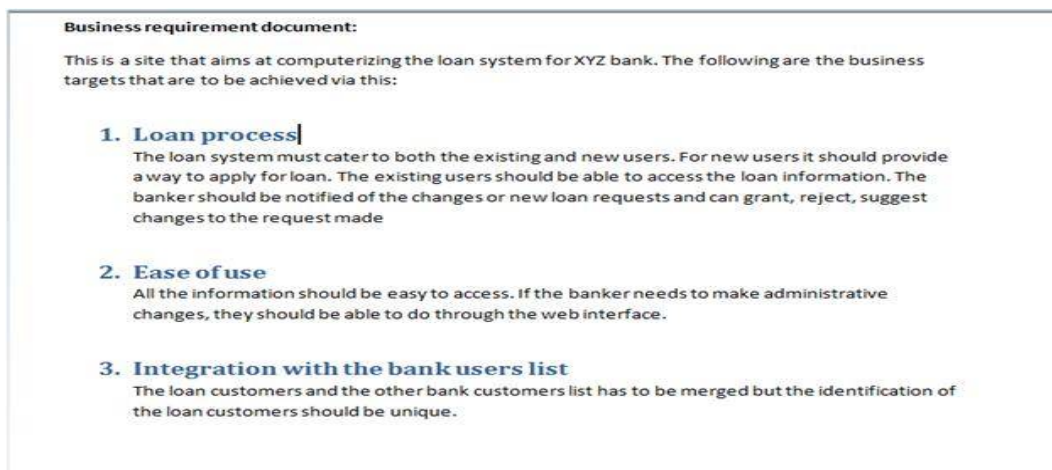 Business requirement document:
This is a site that aims at computerizing the loan system for XYZ bank. The following are the business
targets that are to be achieved via this:
1. Loan process
The loan system must cater to both the existing and new users. For new users it should provide
a way to apply for loan. The existing users should be able to access the loan information. The
banker should be notified of the changes or new loan requests and can grant, reject, suggest
changes to the request made
2. Ease of use
All the information should be easy to access. If the banker needs to make administrative
changes, they should be able to do through the web interface.
3. Integration with the bank users list
The loan customers and the other bank customers list has to be merged but the identification of
the loan customers should be unique.